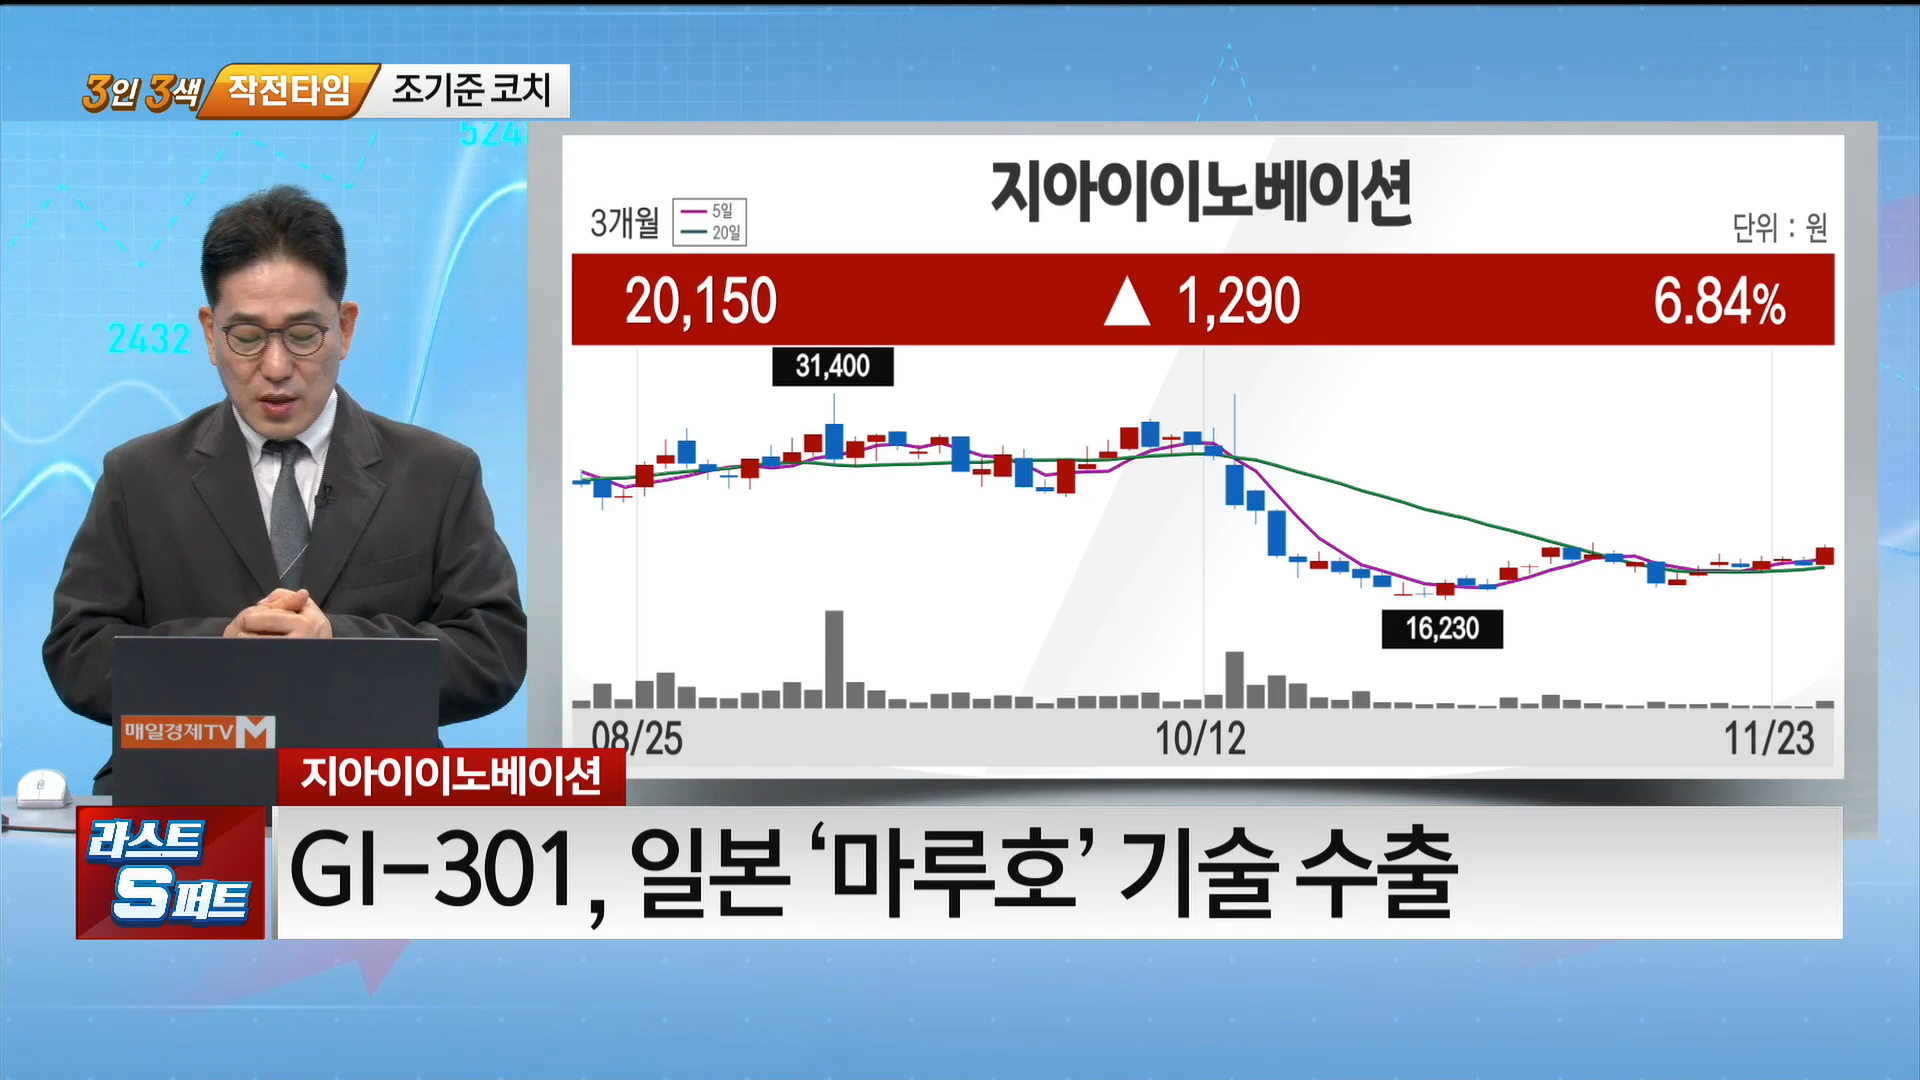 3인 3색 작전타임 조기준 코치
524
2432
지아이이노베이션
3개월
5일
20일
단위 : 원
20,150 ▲ 1,290 6.84%
31,400
16,230
08/25 10/12 11/23
매일경제TV M
지아이이노베이션
라스트
S퍼트
GI-301, 일본 ‘마루호’ 기술 수출